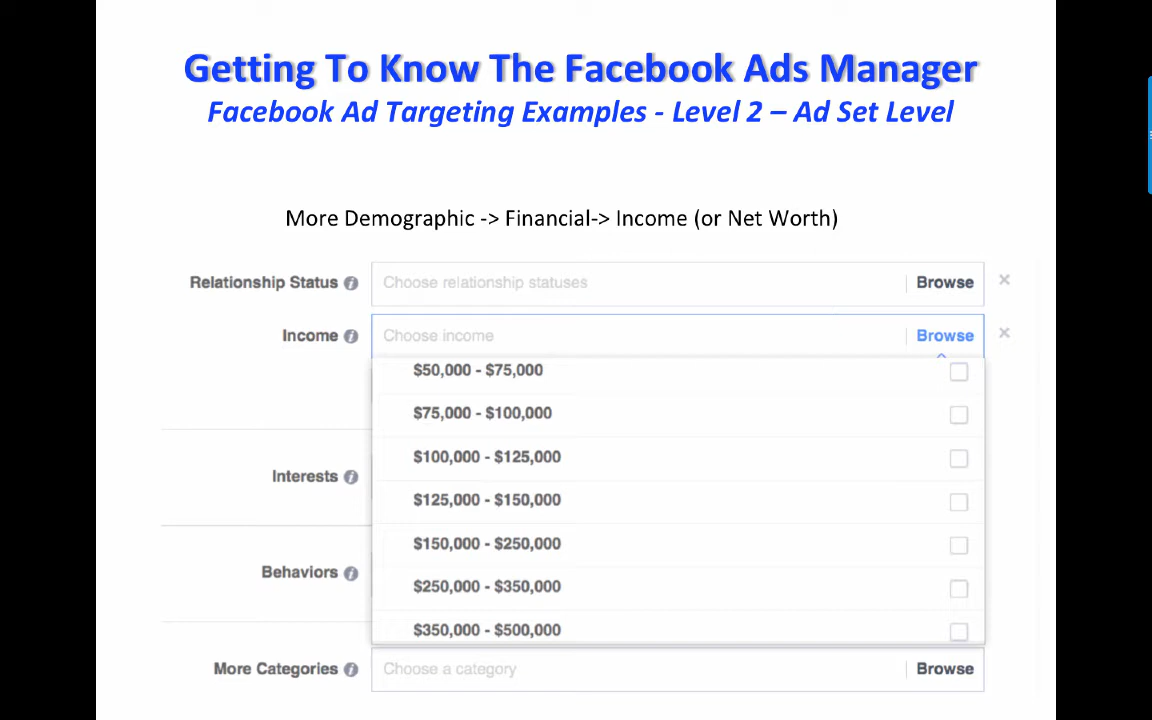 Getting To Know The Facebook Ads Manager
Facebook Ad Targeting Examples - Level 2 – Ad Set Level
More Demographic -> Financial-> Income (or Net Worth)
Relationship Status i Choose relationship statuses Browse ×
Income i Choose income Browse ×
$50,000 - $75,000
$75,000 - $100,000
$100,000 - $125,000
Interests i
$125,000 - $150,000
$150,000 - $250,000
Behaviors i
$250,000 - $350,000
$350,000 - $500,000
More Categories i Choose a category Browse